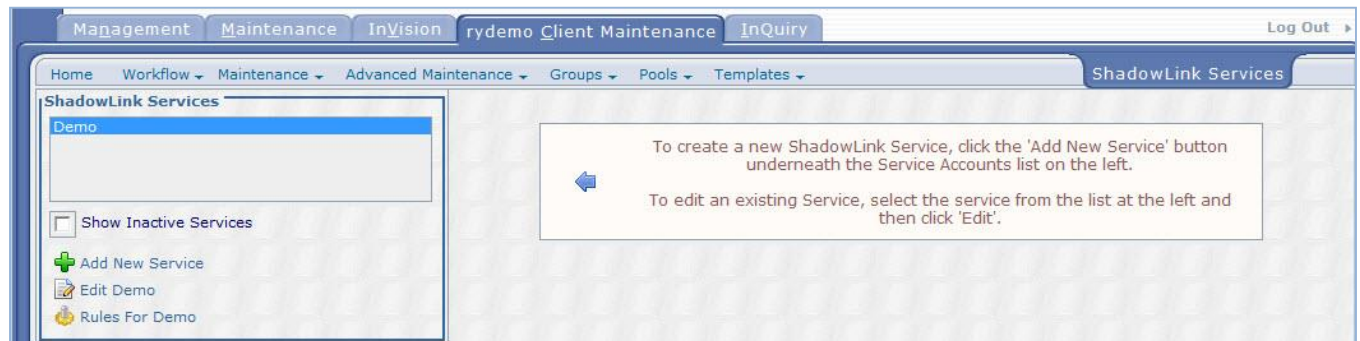 Management Maintenance InVision rydemo Client Maintenance InQuiry Log Out
Home Workflow Maintenance Advanced Maintenance Groups Pools Templates ShadowLink Services
ShadowLink Services
Demo
Show Inactive Services
Add New Service
Edit Demo
Rules For Demo
To create a new ShadowLink Service, click the 'Add New Service' button
underneath the Service Accounts list on the left.
To edit an existing Service, select the service from the list at the left and
then click 'Edit'.